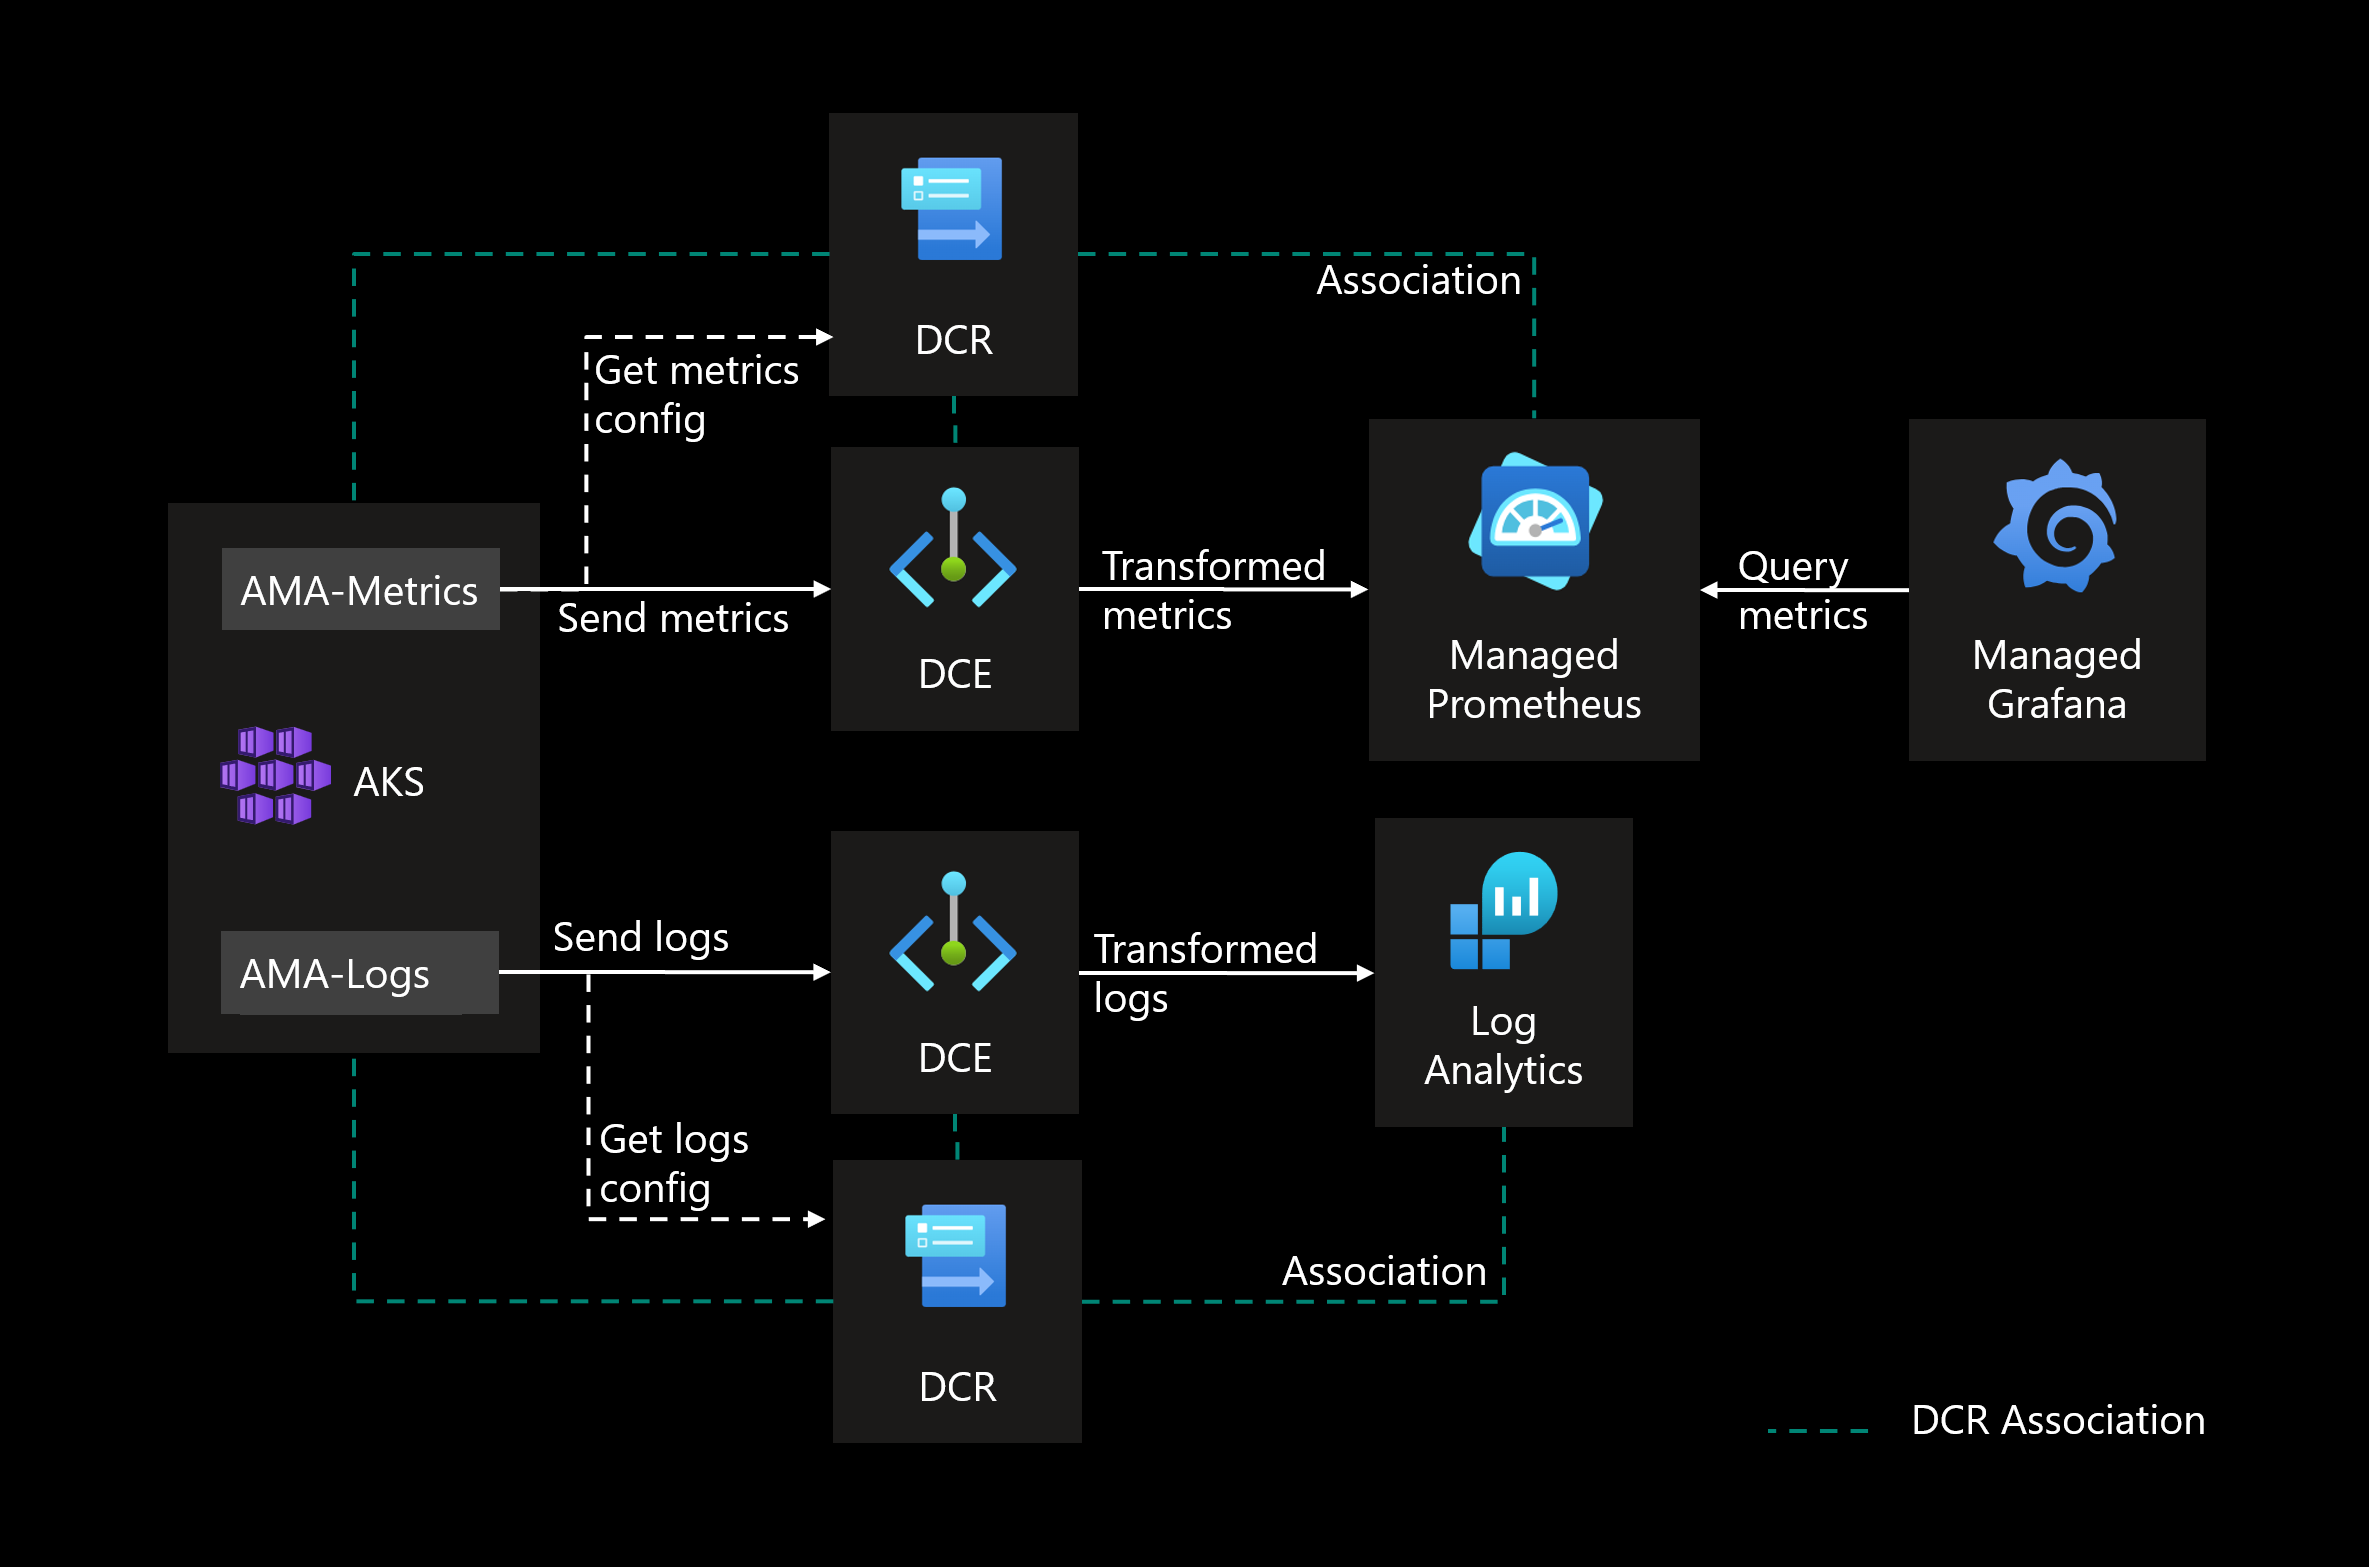 DCR
Association
Get metrics
config
AMA-Metrics
Send metrics
DCE
Transformed
metrics
Managed
Prometheus
Query
metrics
Managed
Grafana
AKS
AMA-Logs
Send logs
DCE
Transformed
logs
Log
Analytics
Get logs
config
DCR
Association
DCR Association